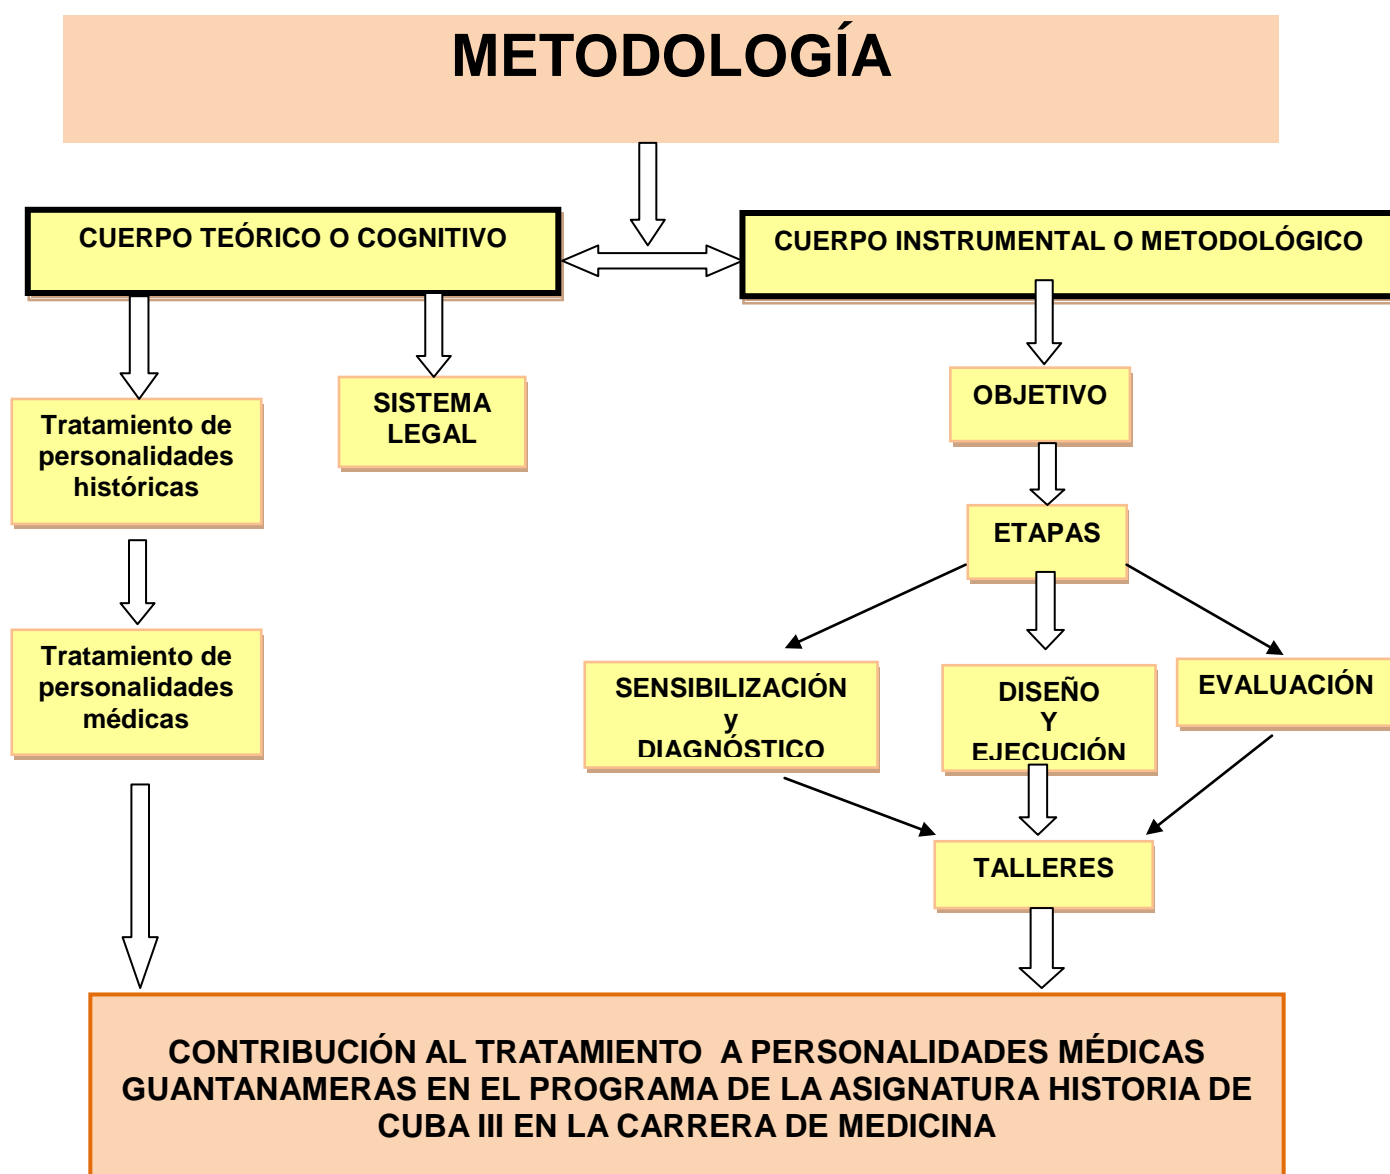 METODOLOGÍA
CUERPO TEÓRICO O COGNITIVO
CUERPO INSTRUMENTAL O METODOLÓGICO
Tratamiento de
personalidades
históricas
SISTEMA
LEGAL
OBJETIVO
ETAPAS
Tratamiento de
personalidades
médicas
SENSIBILIZACIÓN
y
DIAGNÓSTICO
DISEÑO
Y
EJECUCIÓN
EVALUACIÓN
TALLERES
CONTRIBUCIÓN AL TRATAMIENTO A PERSONALIDADES MÉDICAS
GUANTANAMERAS EN EL PROGRAMA DE LA ASIGNATURA HISTORIA DE
CUBA III EN LA CARRERA DE MEDICINA